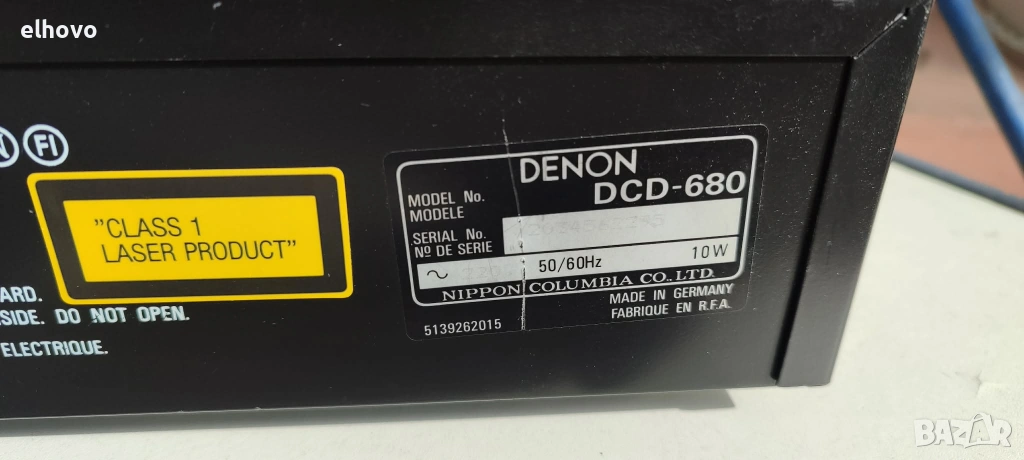 elhovo
N FI
"CLASS 1
LASER PRODUCT"
ARD.
SIDE. DO NOT OPEN.
ELECTRIQUE.
DENON
MODEL No.
MODELE
DCD-680
SERIAL No.
Nº DE SERIE
~ 50/60Hz 10W
NIPPON COLUMBIA CO., LTD.
MADE IN GERMANY
FABRIQUE EN R.F.A.
5139262015
BAZAR